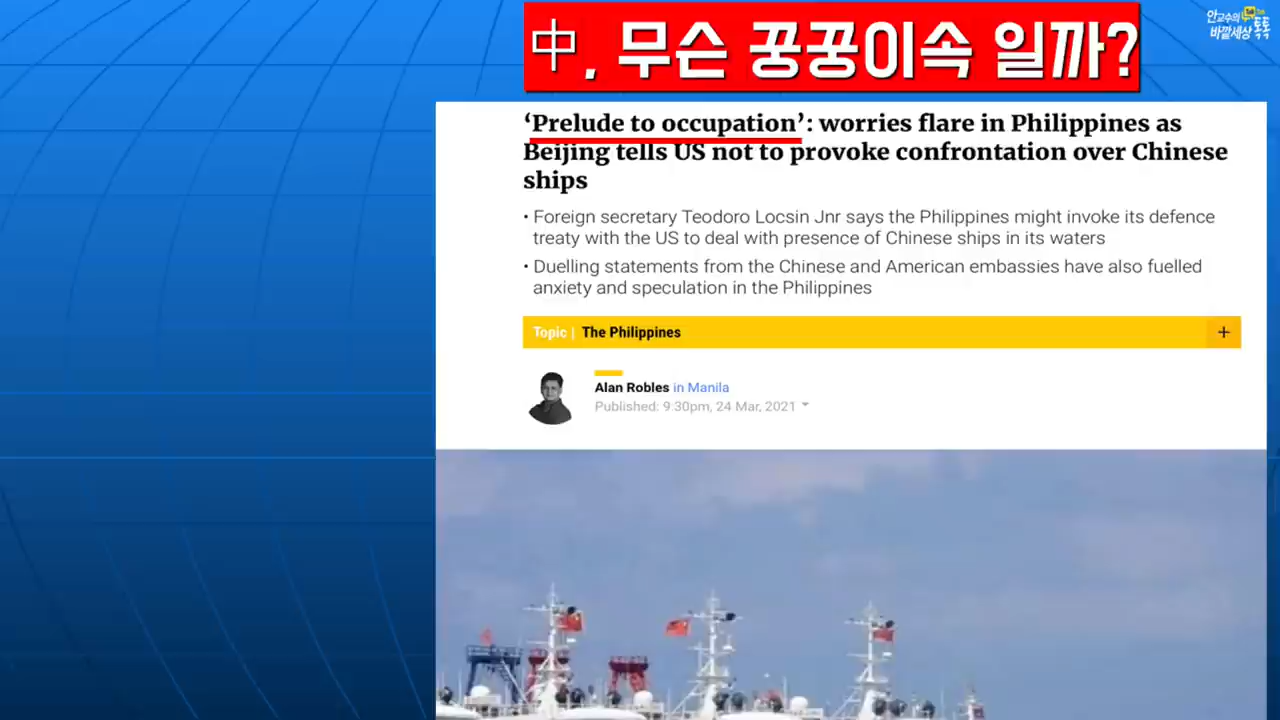 中, 무슨 꿍꿍이속 일까?
안교수의
바깥세상 톡톡
‘Prelude to occupation’: worries flare in Philippines as
Beijing tells US not to provoke confrontation over Chinese
ships
• Foreign secretary Teodoro Locsin Jnr says the Philippines might invoke its defence
treaty with the US to deal with presence of Chinese ships in its waters
• Duelling statements from the Chinese and American embassies have also fuelled
anxiety and speculation in the Philippines
Topic | The Philippines +
Alan Robles in Manila
Published: 9:30pm, 24 Mar, 2021